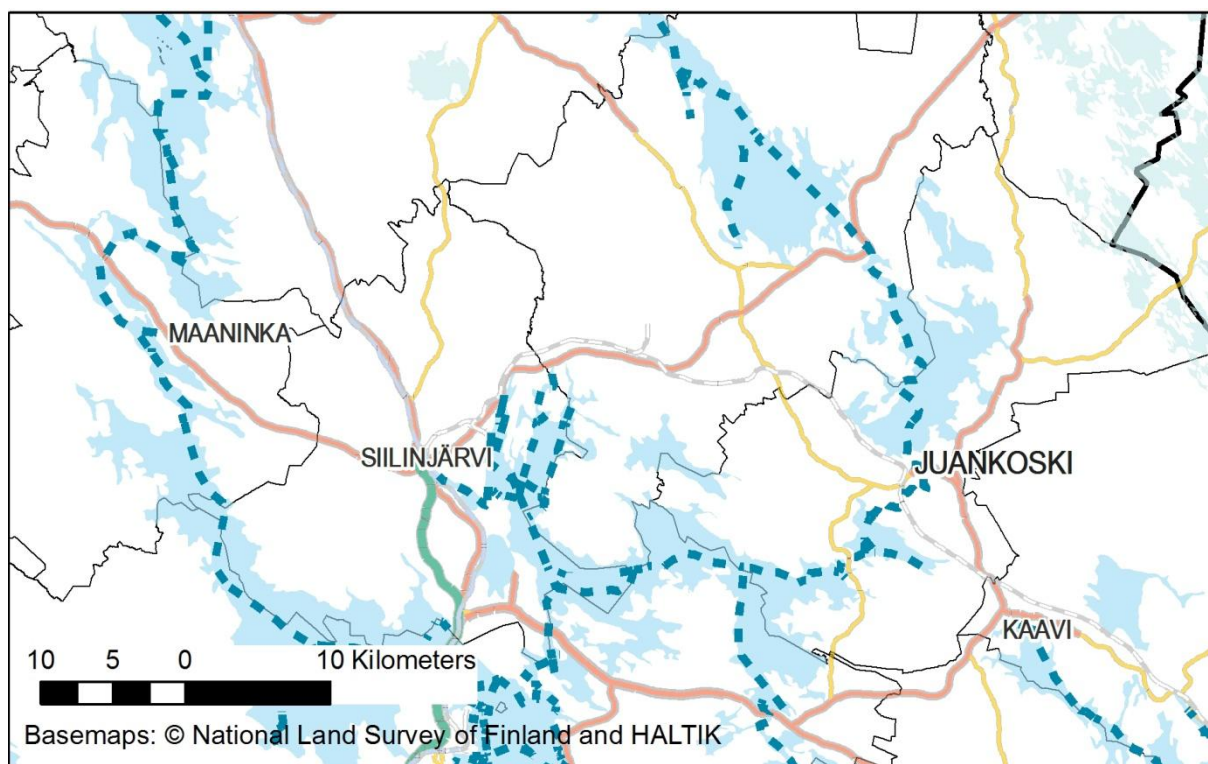 MAANINKA
SIILINJÄRVI
JUANKOSKI
KAAVI
10 5 0 10 Kilometers
Basemaps: © National Land Survey of Finland and HALTIK